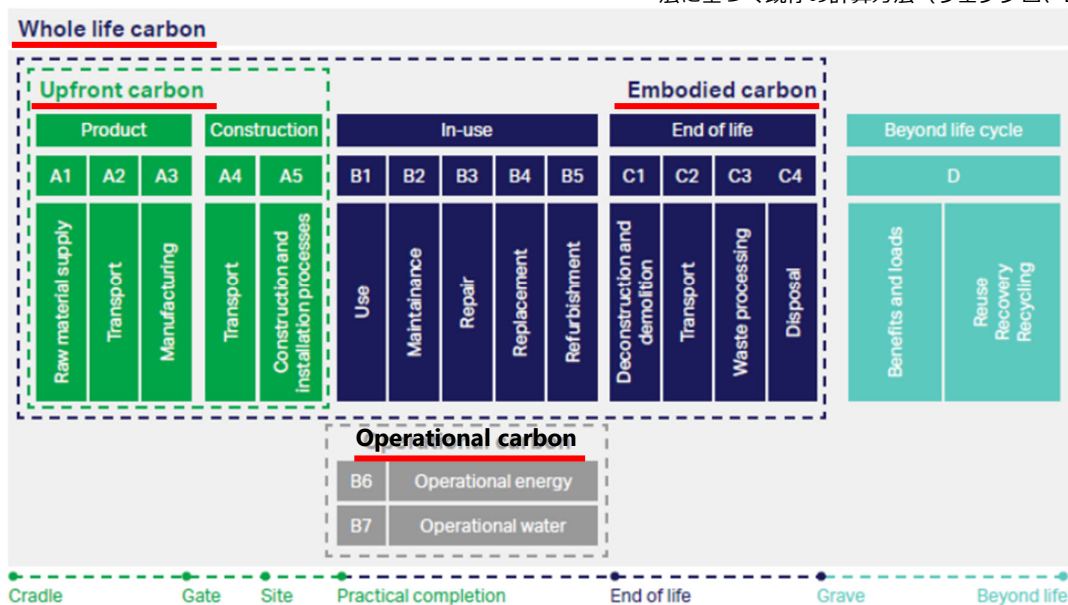 Whole life carbon
Upfront carbon
Embodied carbon
Product
Construction
In-use
End of life
Beyond life cycle
A1
A2
A3
A4
A5
B1
B2
B3
B4
B5
C1
C2
C3
C4
D
Raw material supply
Transport
Manufacturing
Transport
Construction and
installation processes
Use
Maintainance
Repair
Replacement
Refurbishment
Deconstruction and
demolition
Transport
Waste processing
Disposal
Benefits and loads
Reuse
Recovery
Recycling
Operational carbon
B6
Operational energy
B7
Operational water
Cradle
Gate
Site
Practical completion
End of life
Grave
Beyond life